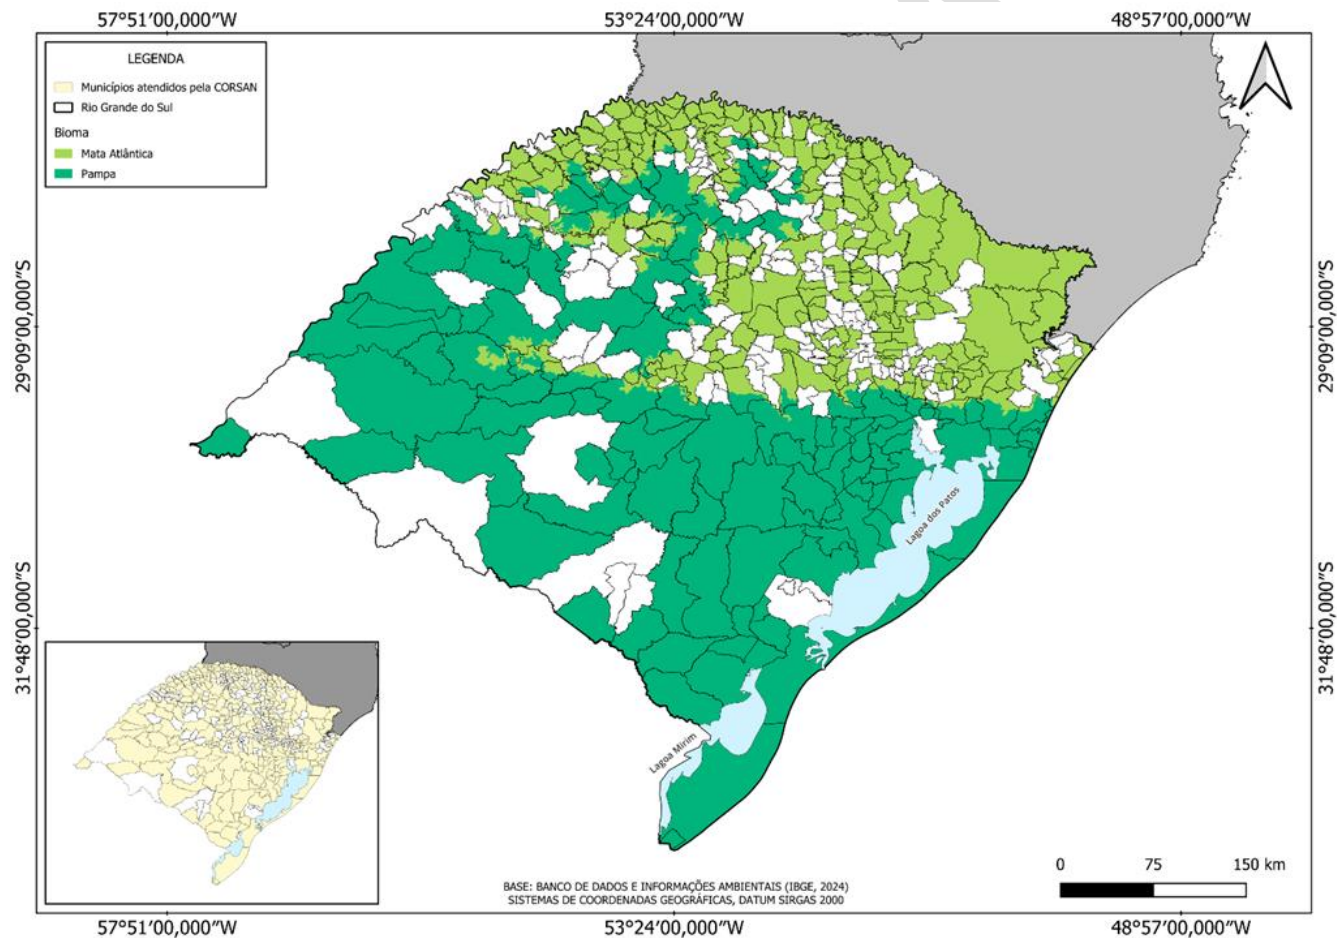 57°51′00,000″W 53°24′00,000″W 48°57′00,000″W
LEGENDA
Municípios atendidos pela CORSAN
Rio Grande do Sul
Bioma
Mata Atlântica
Pampa
29°09′00,000″S
29°09′00,000″S
Lagoa dos Patos
31°48′00,000″S
31°48′00,000″S
Lagoa Mirim
0 75 150 km
BASE: BANCO DE DADOS E INFORMAÇÕES AMBIENTAIS (IBGE, 2024)
SISTEMAS DE COORDENADAS GEOGRÁFICAS, DATUM SIRGAS 2000
57°51′00,000″W 53°24′00,000″W 48°57′00,000″W